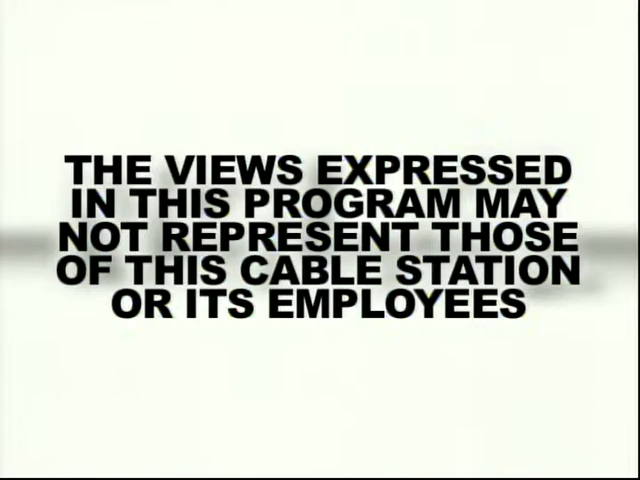 THE VIEWS EXPRESSED
IN THIS PROGRAM MAY
NOT REPRESENT THOSE
OF THIS CABLE STATION
OR ITS EMPLOYEES